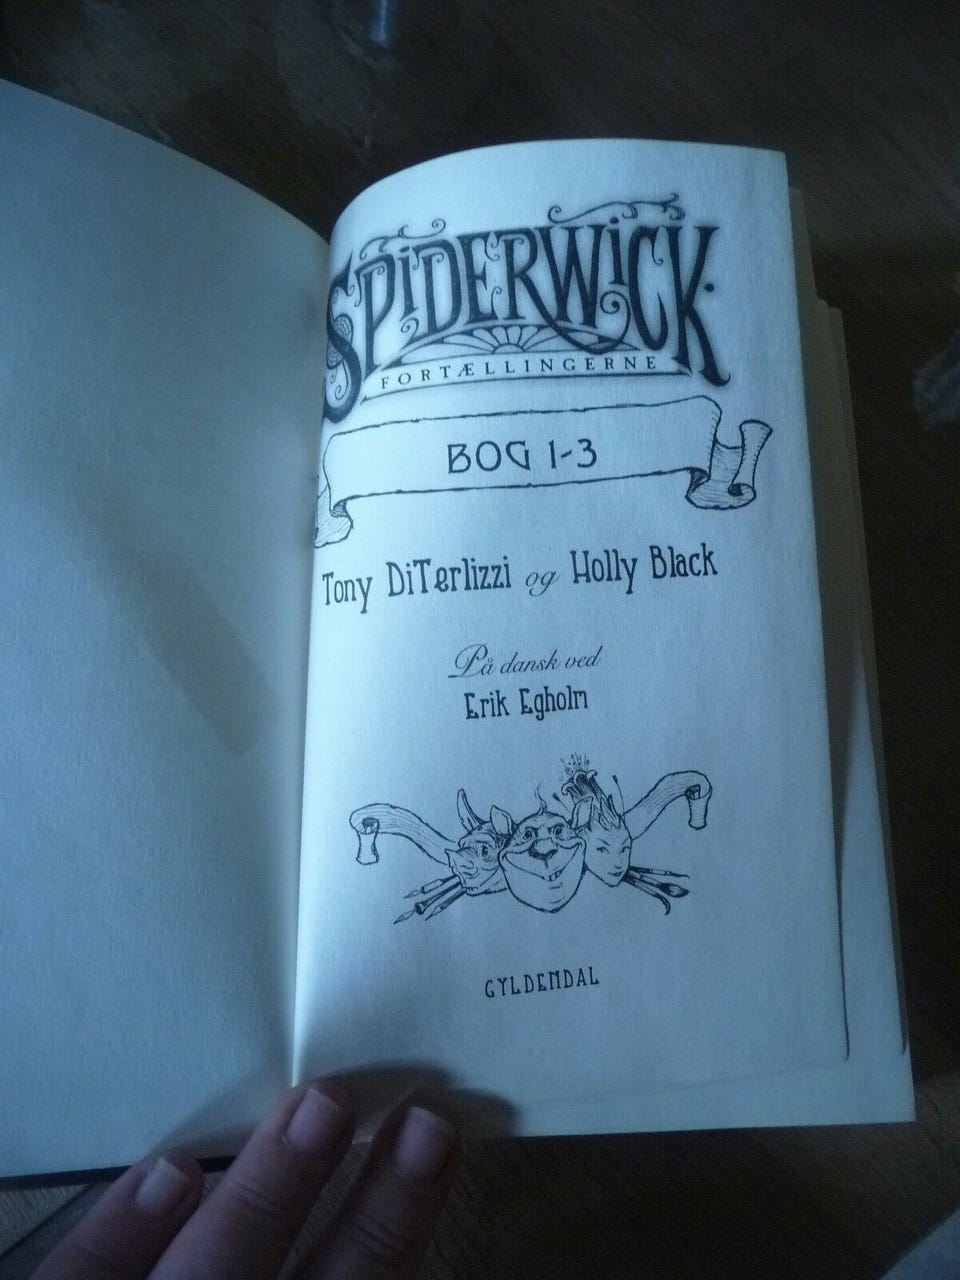 SPIDERWICK
FORTÆLLINGERNE
BOG 1-3
Tony DiTerlizzi og Holly Black
På dansk ved
Erik Egholm
GYLDENDAL